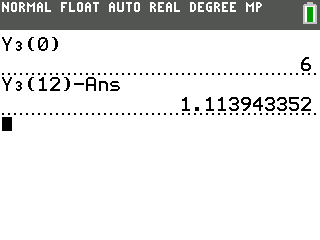 NORMAL FLOAT AUTO REAL DEGREE MP
Y₃(0)
6
Y₃(12)-Ans
1.113943352